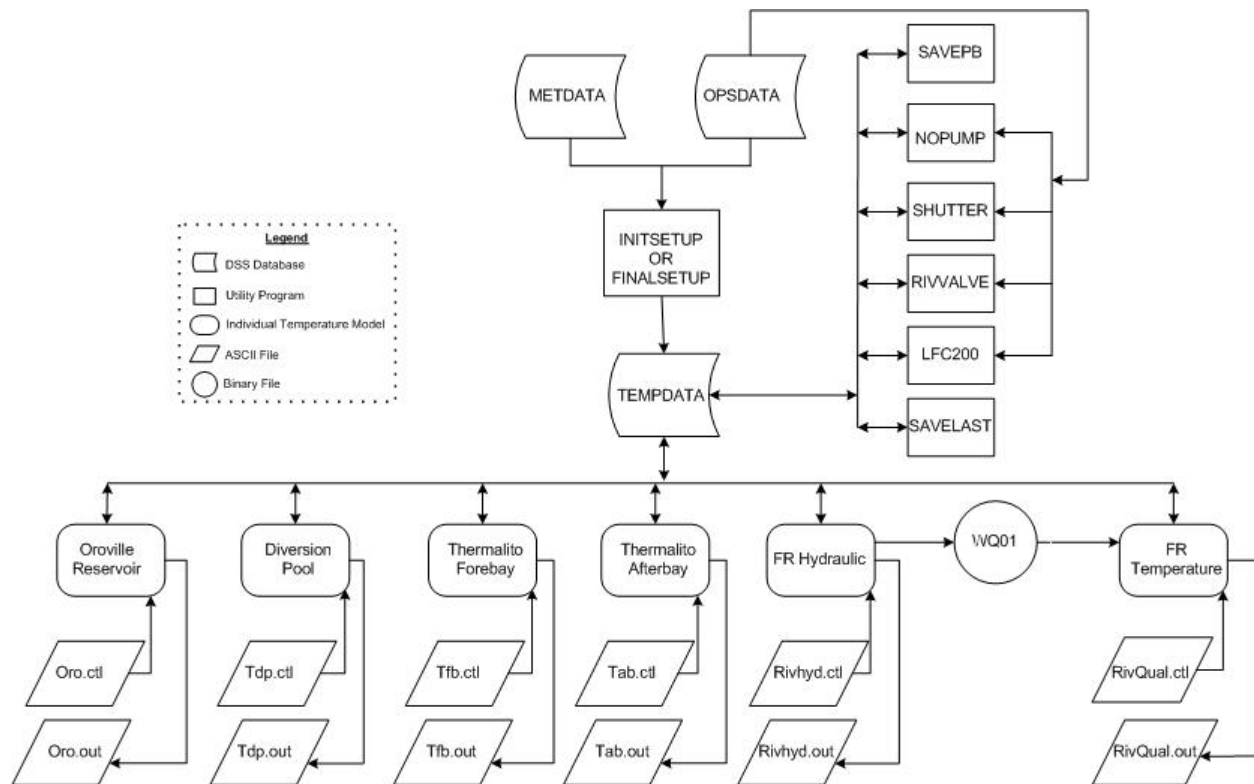 METDATA
OPSDATA
SAVEPB
NOPUMP
SHUTTER
RIVVALVE
LFC200
SAVELAST
INITSETUP
OR
FINALSETUP
TEMPDATA
Legend
DSS Database
Utility Program
Individual Temperature Model
ASCII File
Binary File
Oroville
Reservoir
Diversion
Pool
Thermalito
Forebay
Thermalito
Afterbay
FR Hydraulic
WQ01
FR
Temperature
Oro.ctl
Tdp.ctl
Tfb.ctl
Tab.ctl
Rivhyd.ctl
RivQual.ctl
Oro.out
Tdp.out
Tfb.out
Tab.out
Rivhyd.out
RivQual.out